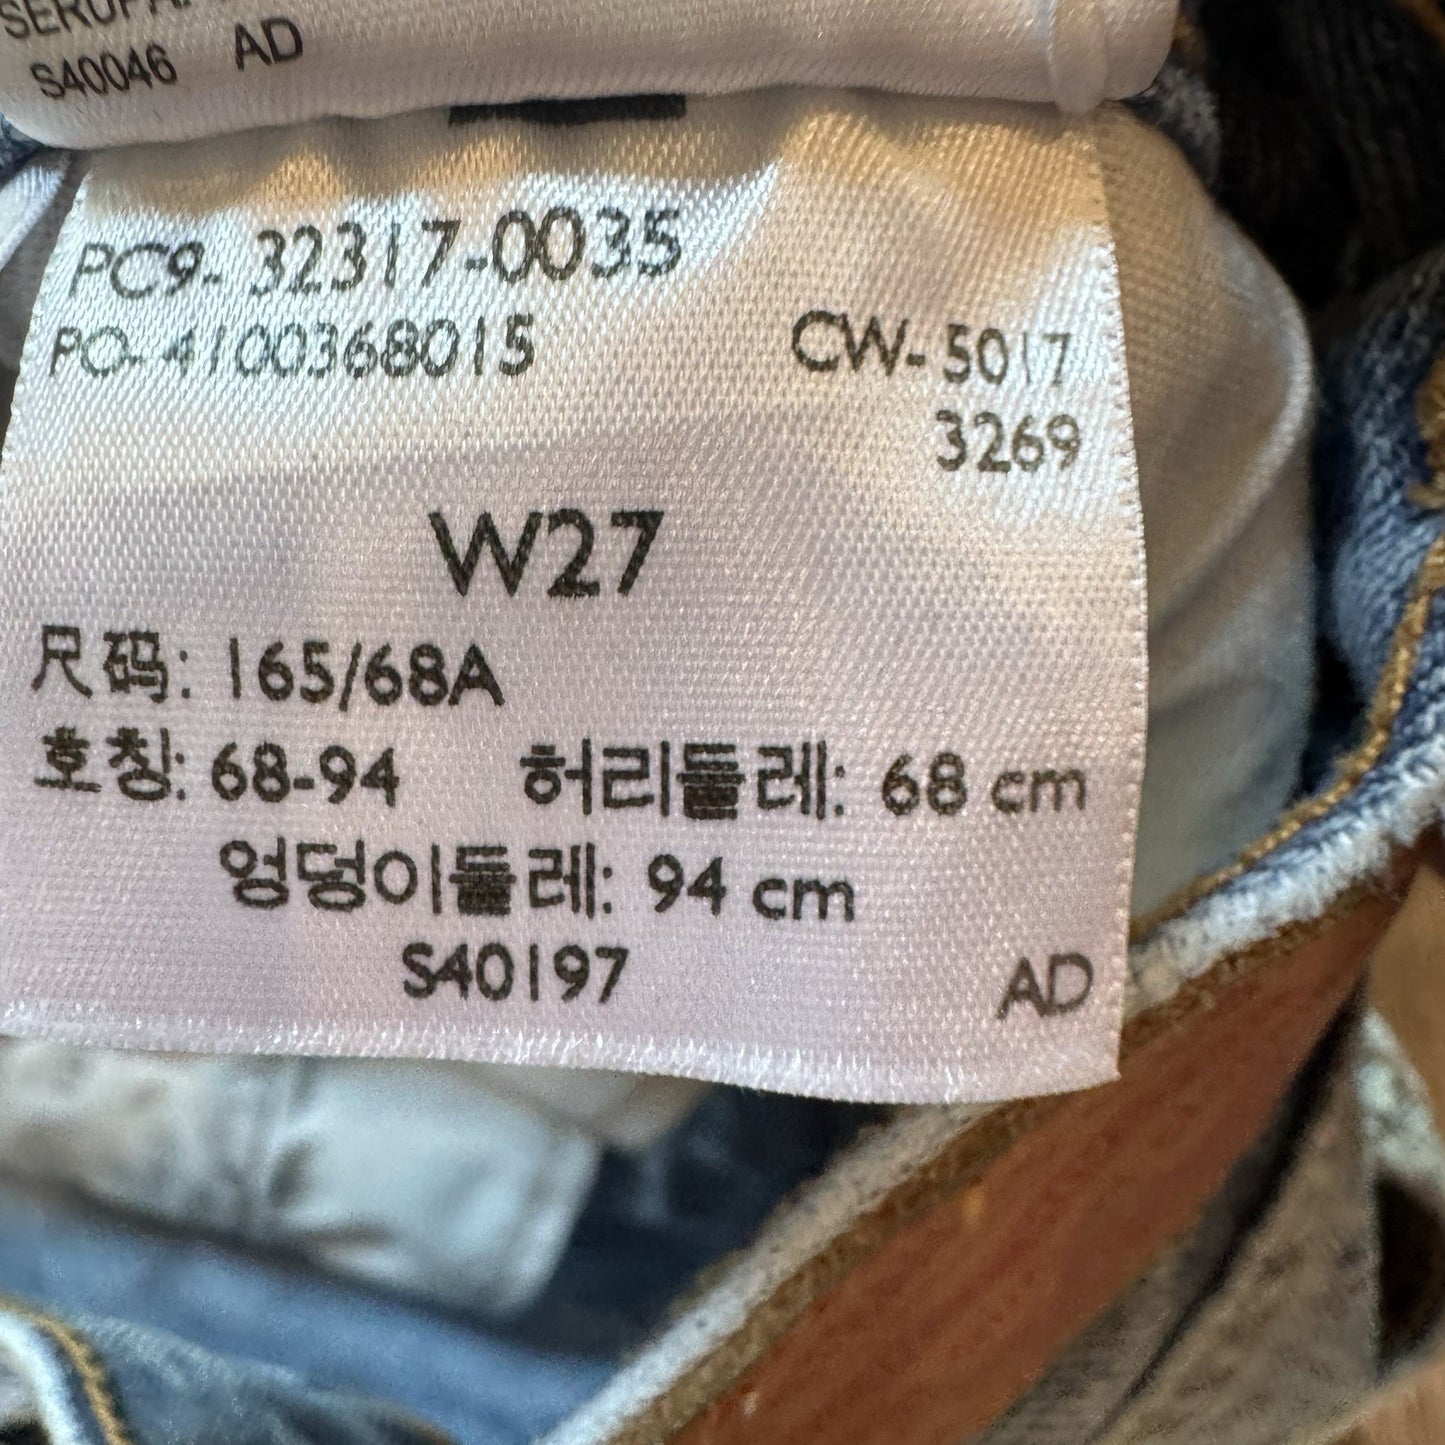 S40046 AD
PC9-32317-0035
PO-4100368015 CW-5017
3269
W27
尺码: 165/68A
호칭: 68-94 허리둘레: 68 cm
엉덩이둘레: 94 cm
S40197 AD